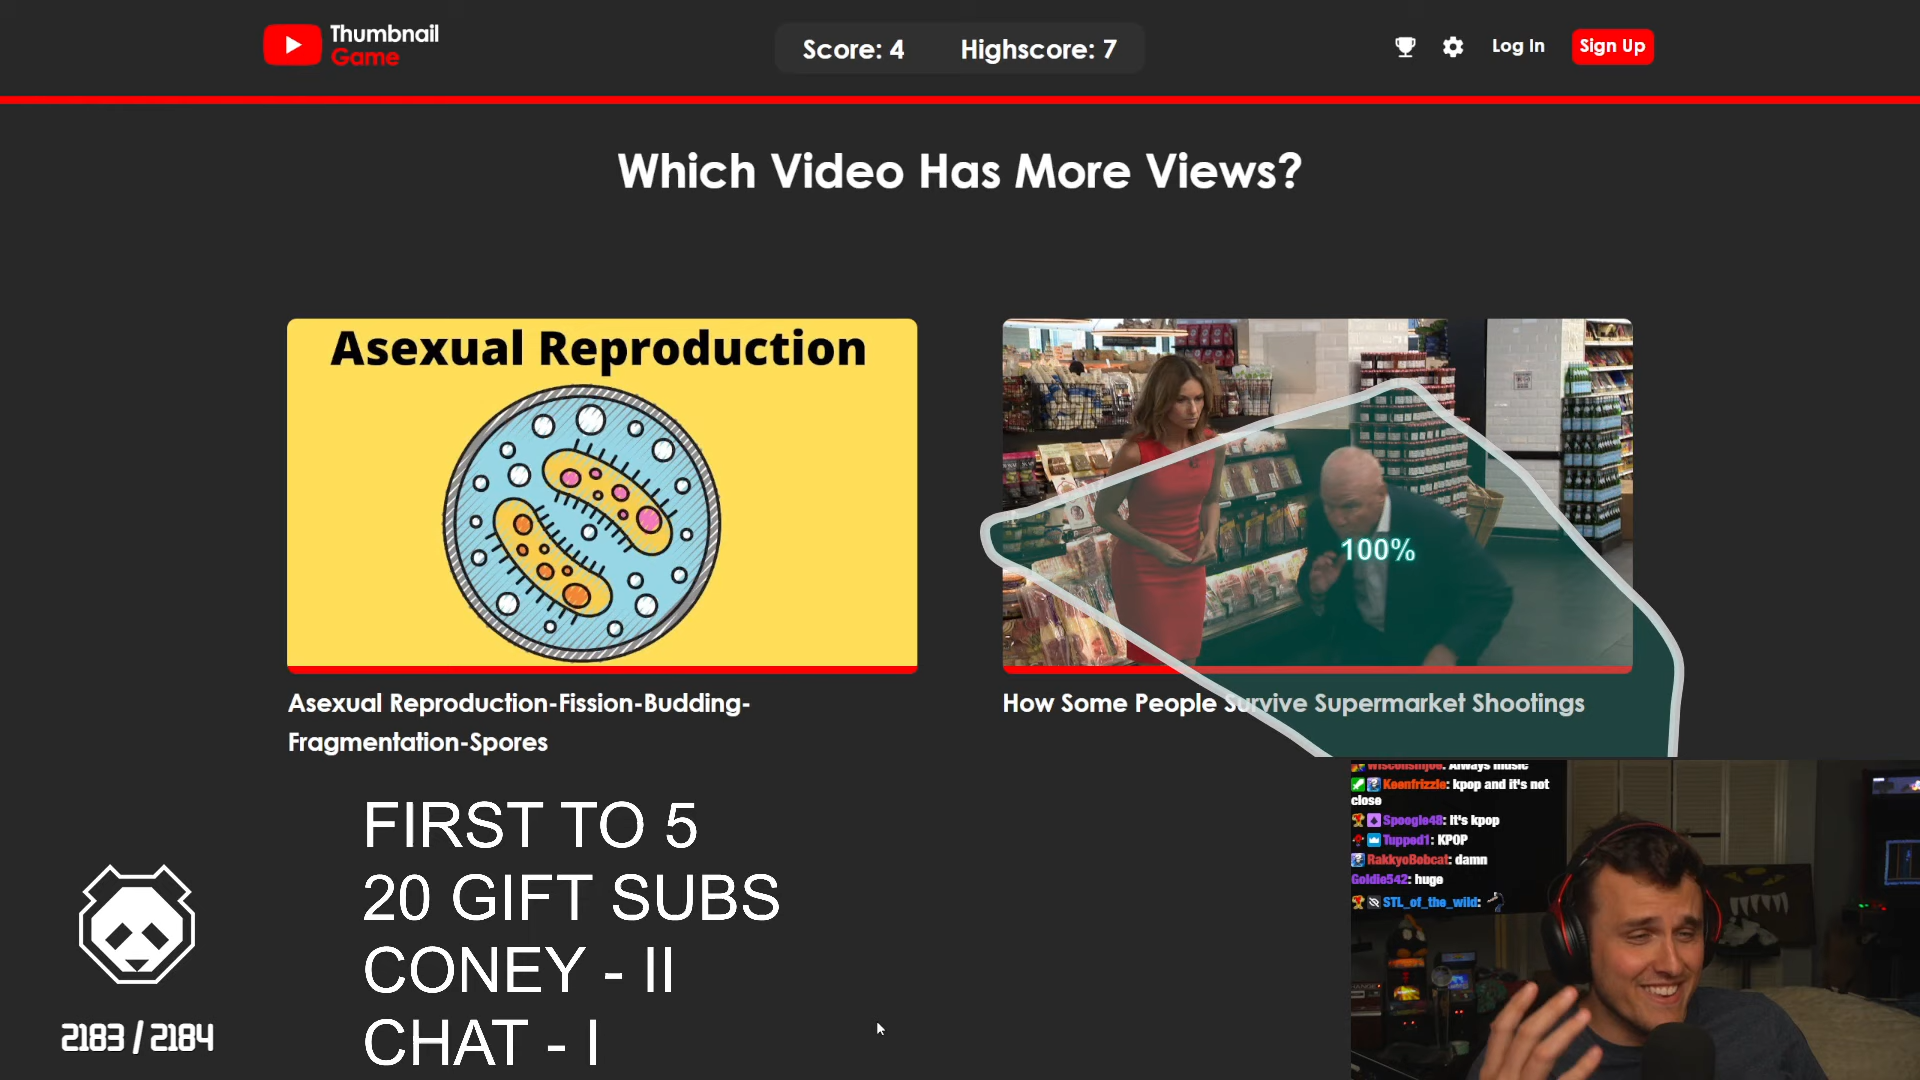 Thumbnail
Game
Score: 4
Highscore: 7
Log In
Sign Up
Which Video Has More Views?
Asexual Reproduction
100%
Asexual Reproduction-Fission-Budding-
Fragmentation-Spores
How Some People Survive Supermarket Shootings
FIRST TO 5
20 GIFT SUBS
CONEY - II
CHAT - I
2183 / 2184
Wisconsinjoe: Always music
Keenfrizzle: kpop and it's not
close
Spoogle48: It's kpop
Tupped1: KPOP
RakkyoBobcat: damn
Goldie542: huge
STL_of_the_wild: